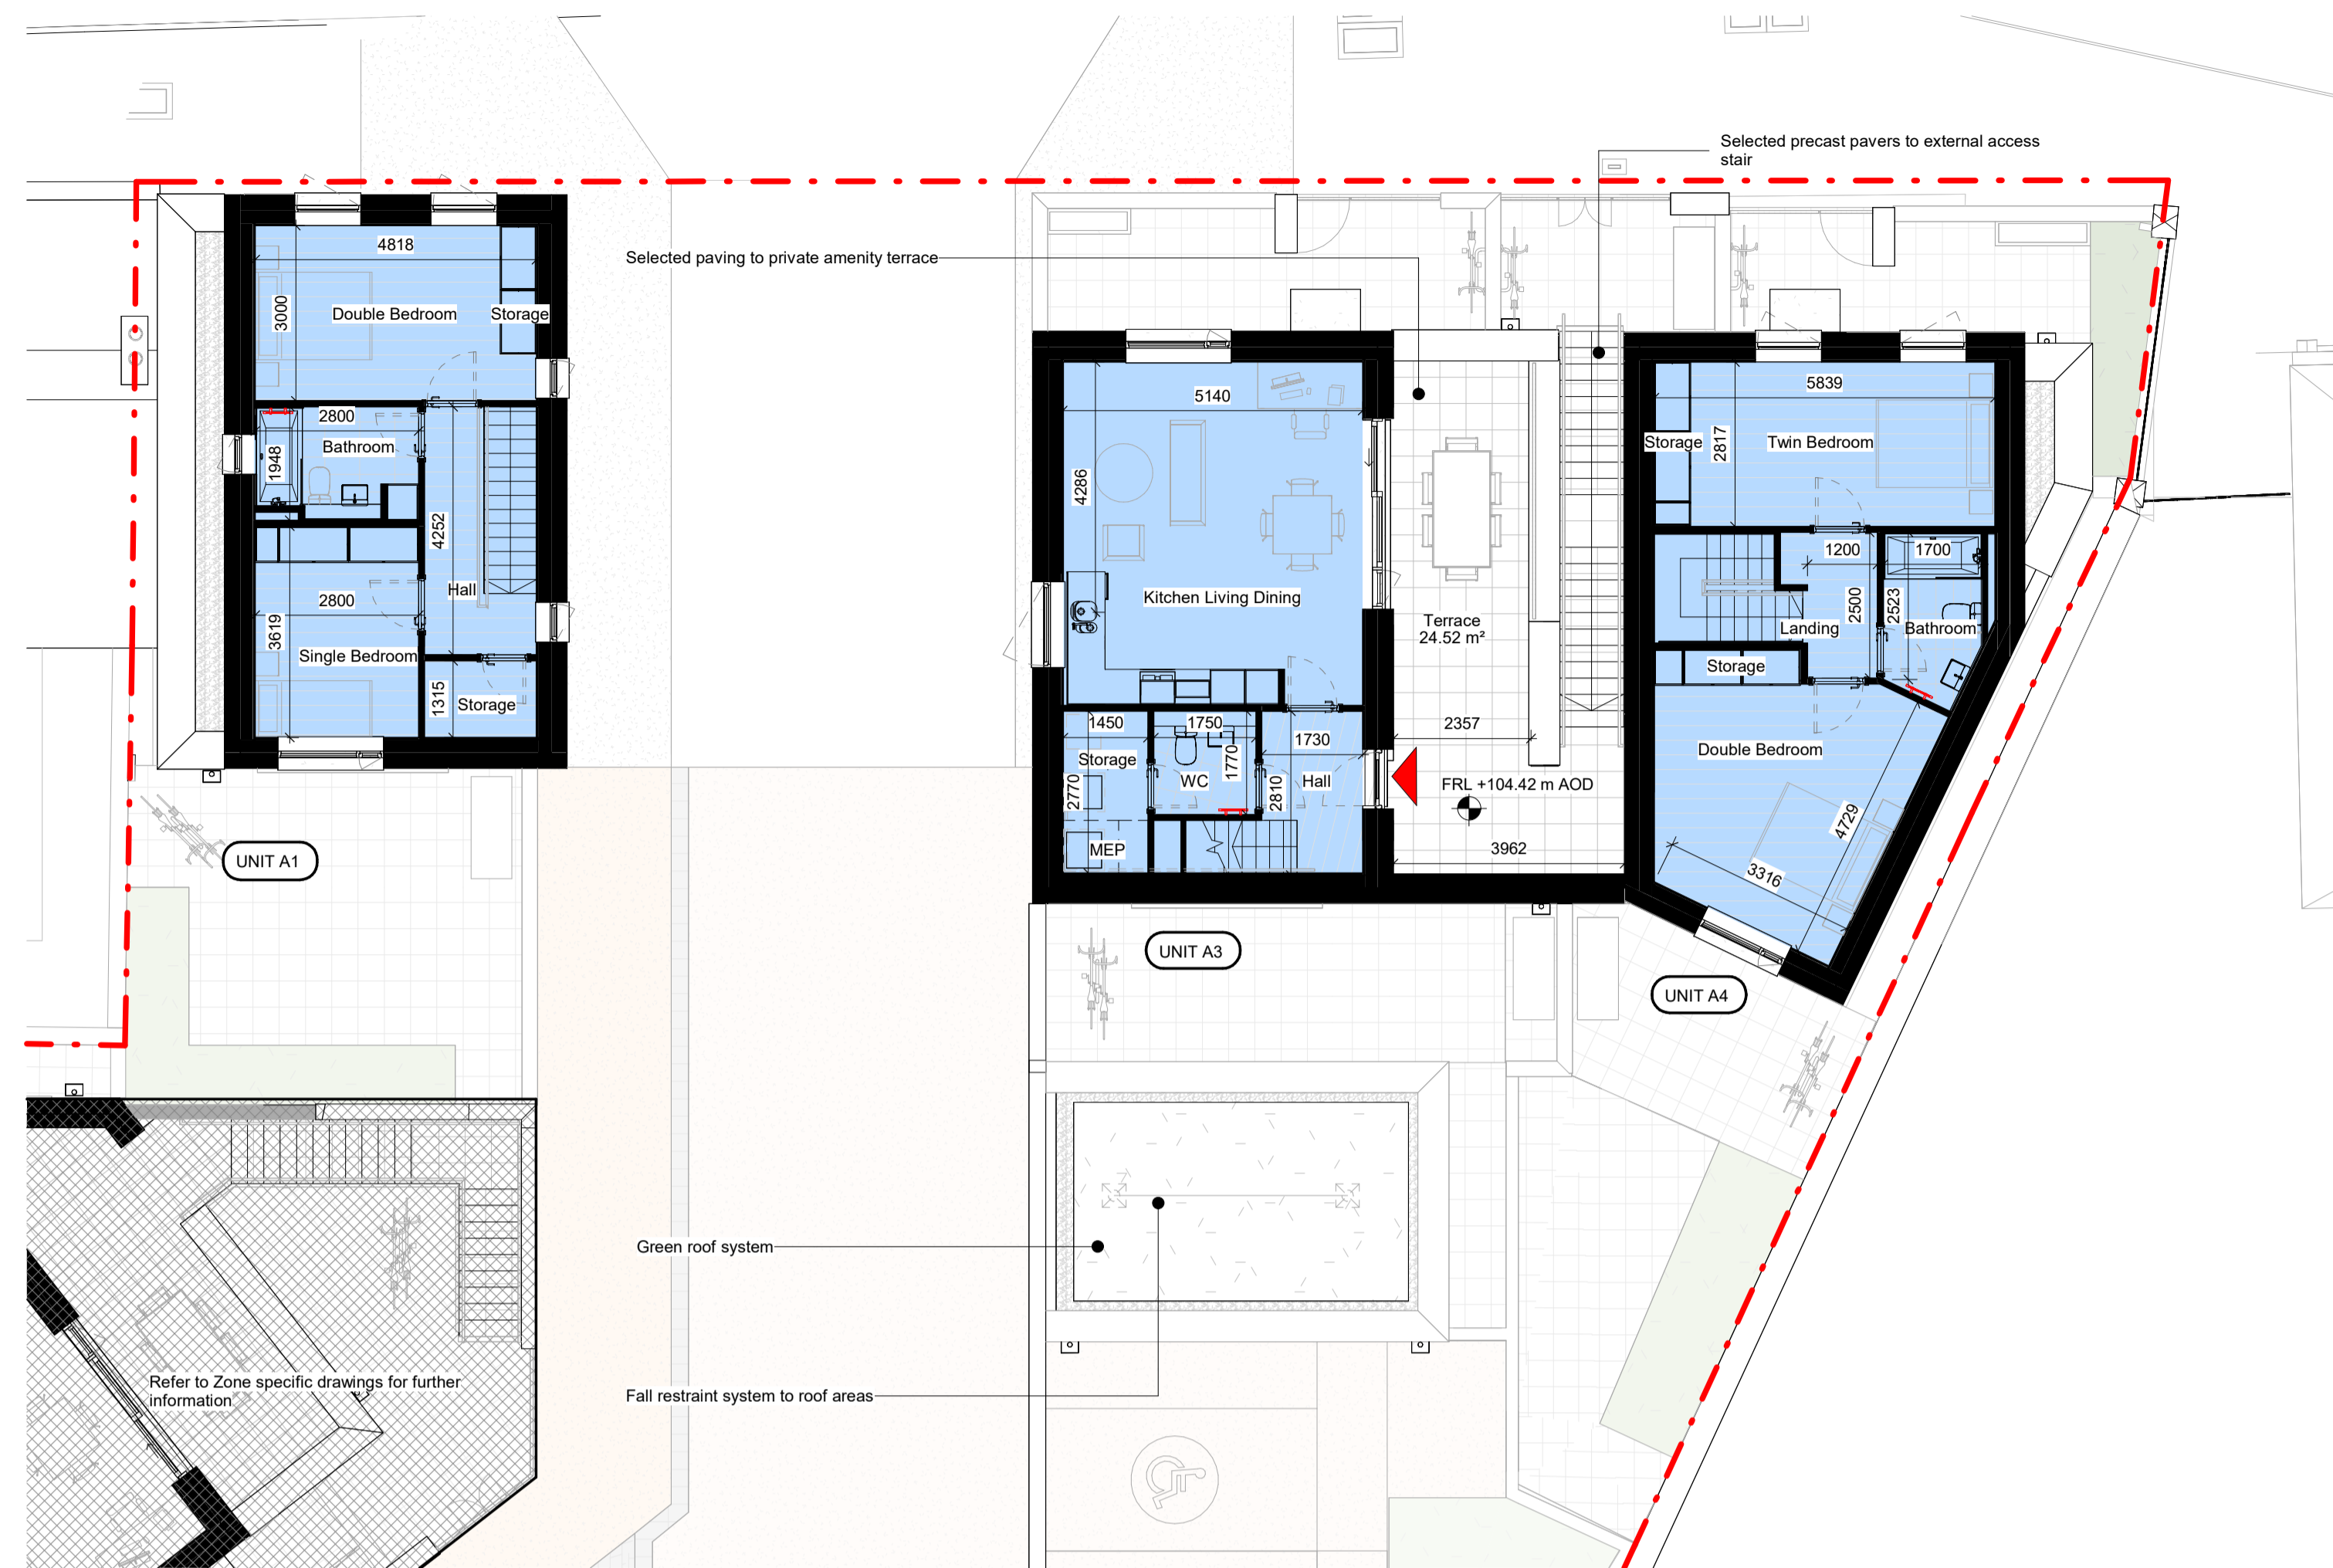 Selected precast pavers to external access
stair
Selected paving to private amenity terrace
4818
3000
Double Bedroom
Storage
2800
Bathroom
1948
4252
Hall
2800
3619
Single Bedroom
1315
Storage
UNIT A1
5140
4286
Kitchen Living Dining
1450
1750
1730
Storage
1770
WC
Hall
2770
2810
MEP
Terrace
24.52 m²
2357
FRL +104.42 m AOD
3962
UNIT A3
5839
Storage
2817
Twin Bedroom
1200
1700
2500
2523
Landing
Bathroom
Storage
Double Bedroom
4729
3316
UNIT A4
Green roof system
Fall restraint system to roof areas
Refer to Zone specific drawings for further
information